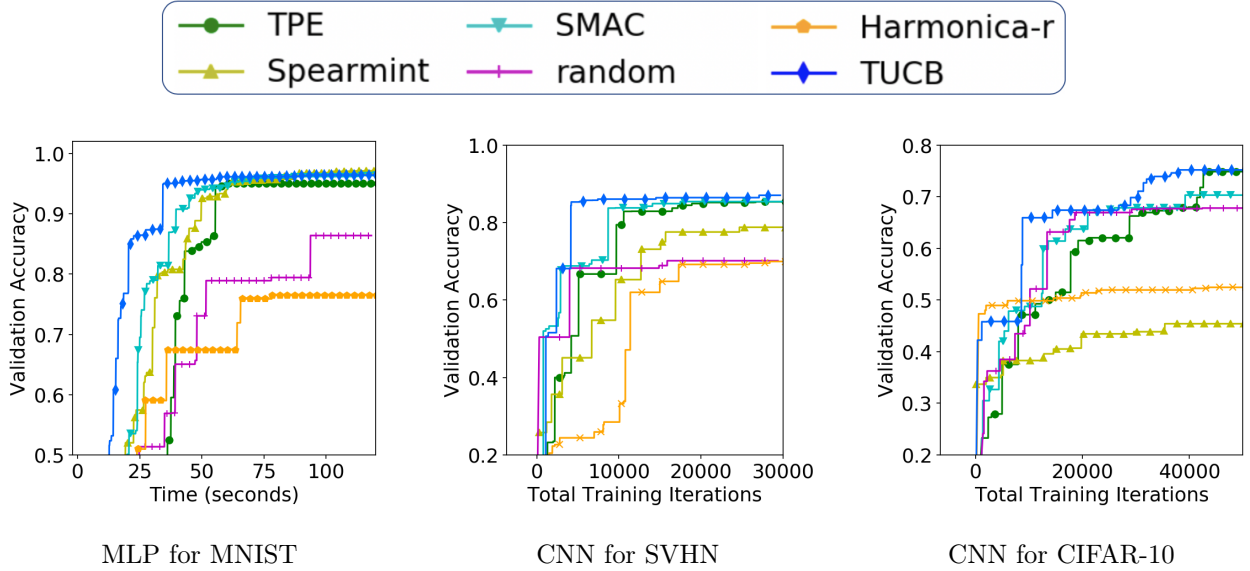 TPE SMAC Harmonica-r
Spearmint random TUCB
1.0
0.9
0.8
0.7
0.6
0.5
Validation Accuracy
0 25 50 75 100
Time (seconds)
MLP for MNIST
1.0
0.8
0.6
0.4
0.2
Validation Accuracy
0 10000 20000 30000
Total Training Iterations
CNN for SVHN
0.8
0.7
0.6
0.5
0.4
0.3
0.2
Validation Accuracy
0 20000 40000
Total Training Iterations
CNN for CIFAR-10